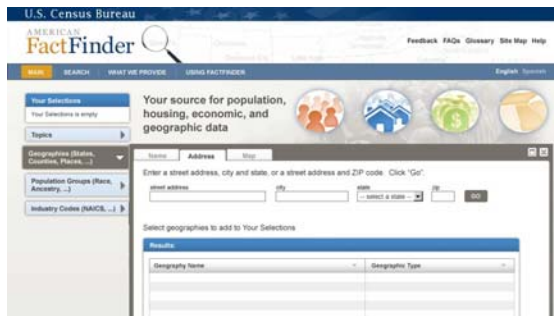 U.S. Census Bureau
AMERICAN
FactFinder
Feedback FAQs Glossary Site Map Help
MAIN SEARCH WHAT WE PROVIDE USING FACTFINDER
English Spanish
Your Selections
Your Selections is empty
Topics
Geographies (States, Counties, Places, ...)
Population Groups (Race, Ancestry, ...)
Industry Codes (NAICS, ...)
Your source for population,
housing, economic, and
geographic data
Name Address Map
Enter a street address, city and state, or a street address and ZIP code. Click "Go".
street address city state zip
-- select a state -- GO
Select geographies to add to Your Selections
Results:
Geography Name Geographic Type